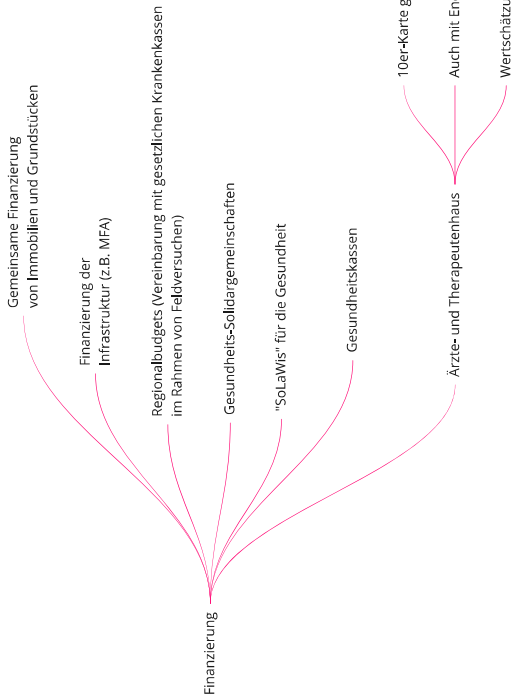 Finanzierung
Gemeinsame Finanzierung
von Immobilien und Grundstücken
Finanzierung der
Infrastruktur (z.B. MFA)
Regionalbudgets (Vereinbarung mit gesetzlichen Krankenkassen
im Rahmen von Feldversuchen)
Gesundheits-Solidargemeinschaften
"SoLaWis" für die Gesundheit
Gesundheitskassen
Ärzte- und Therapeutenhaus
10er-Karte
Auch mit